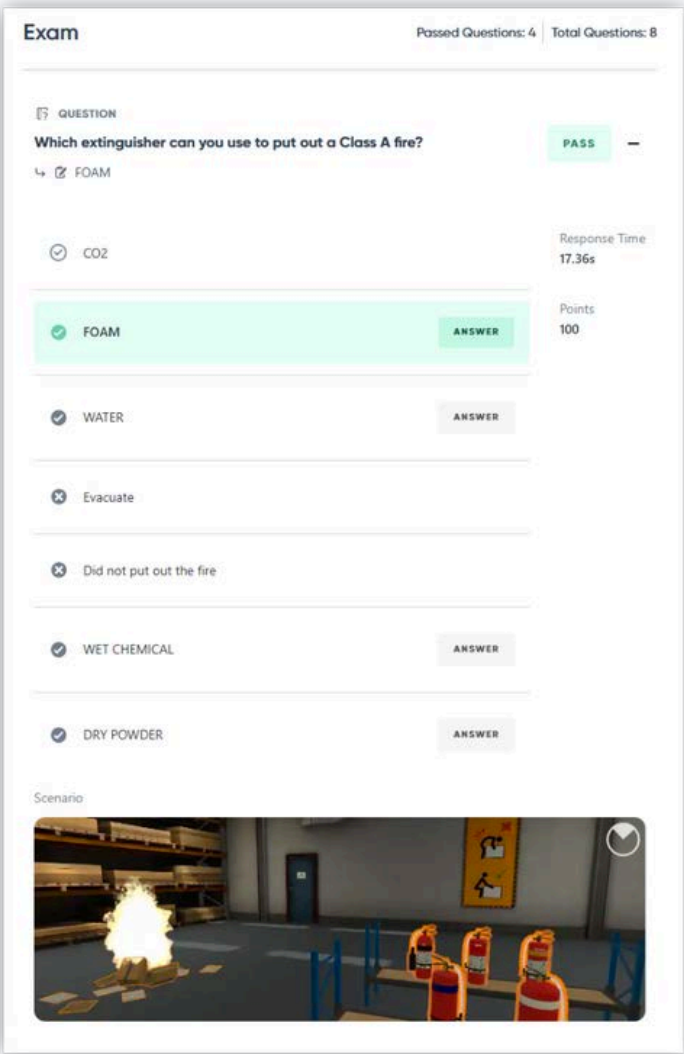 Exam
Passed Questions: 4
Total Questions: 8
QUESTION
Which extinguisher can you use to put out a Class A fire?
PASS
FOAM
CO2
Response Time
17.36s
FOAM
ANSWER
Points
100
WATER
ANSWER
Evacuate
Did not put out the fire
WET CHEMICAL
ANSWER
DRY POWDER
ANSWER
Scenario